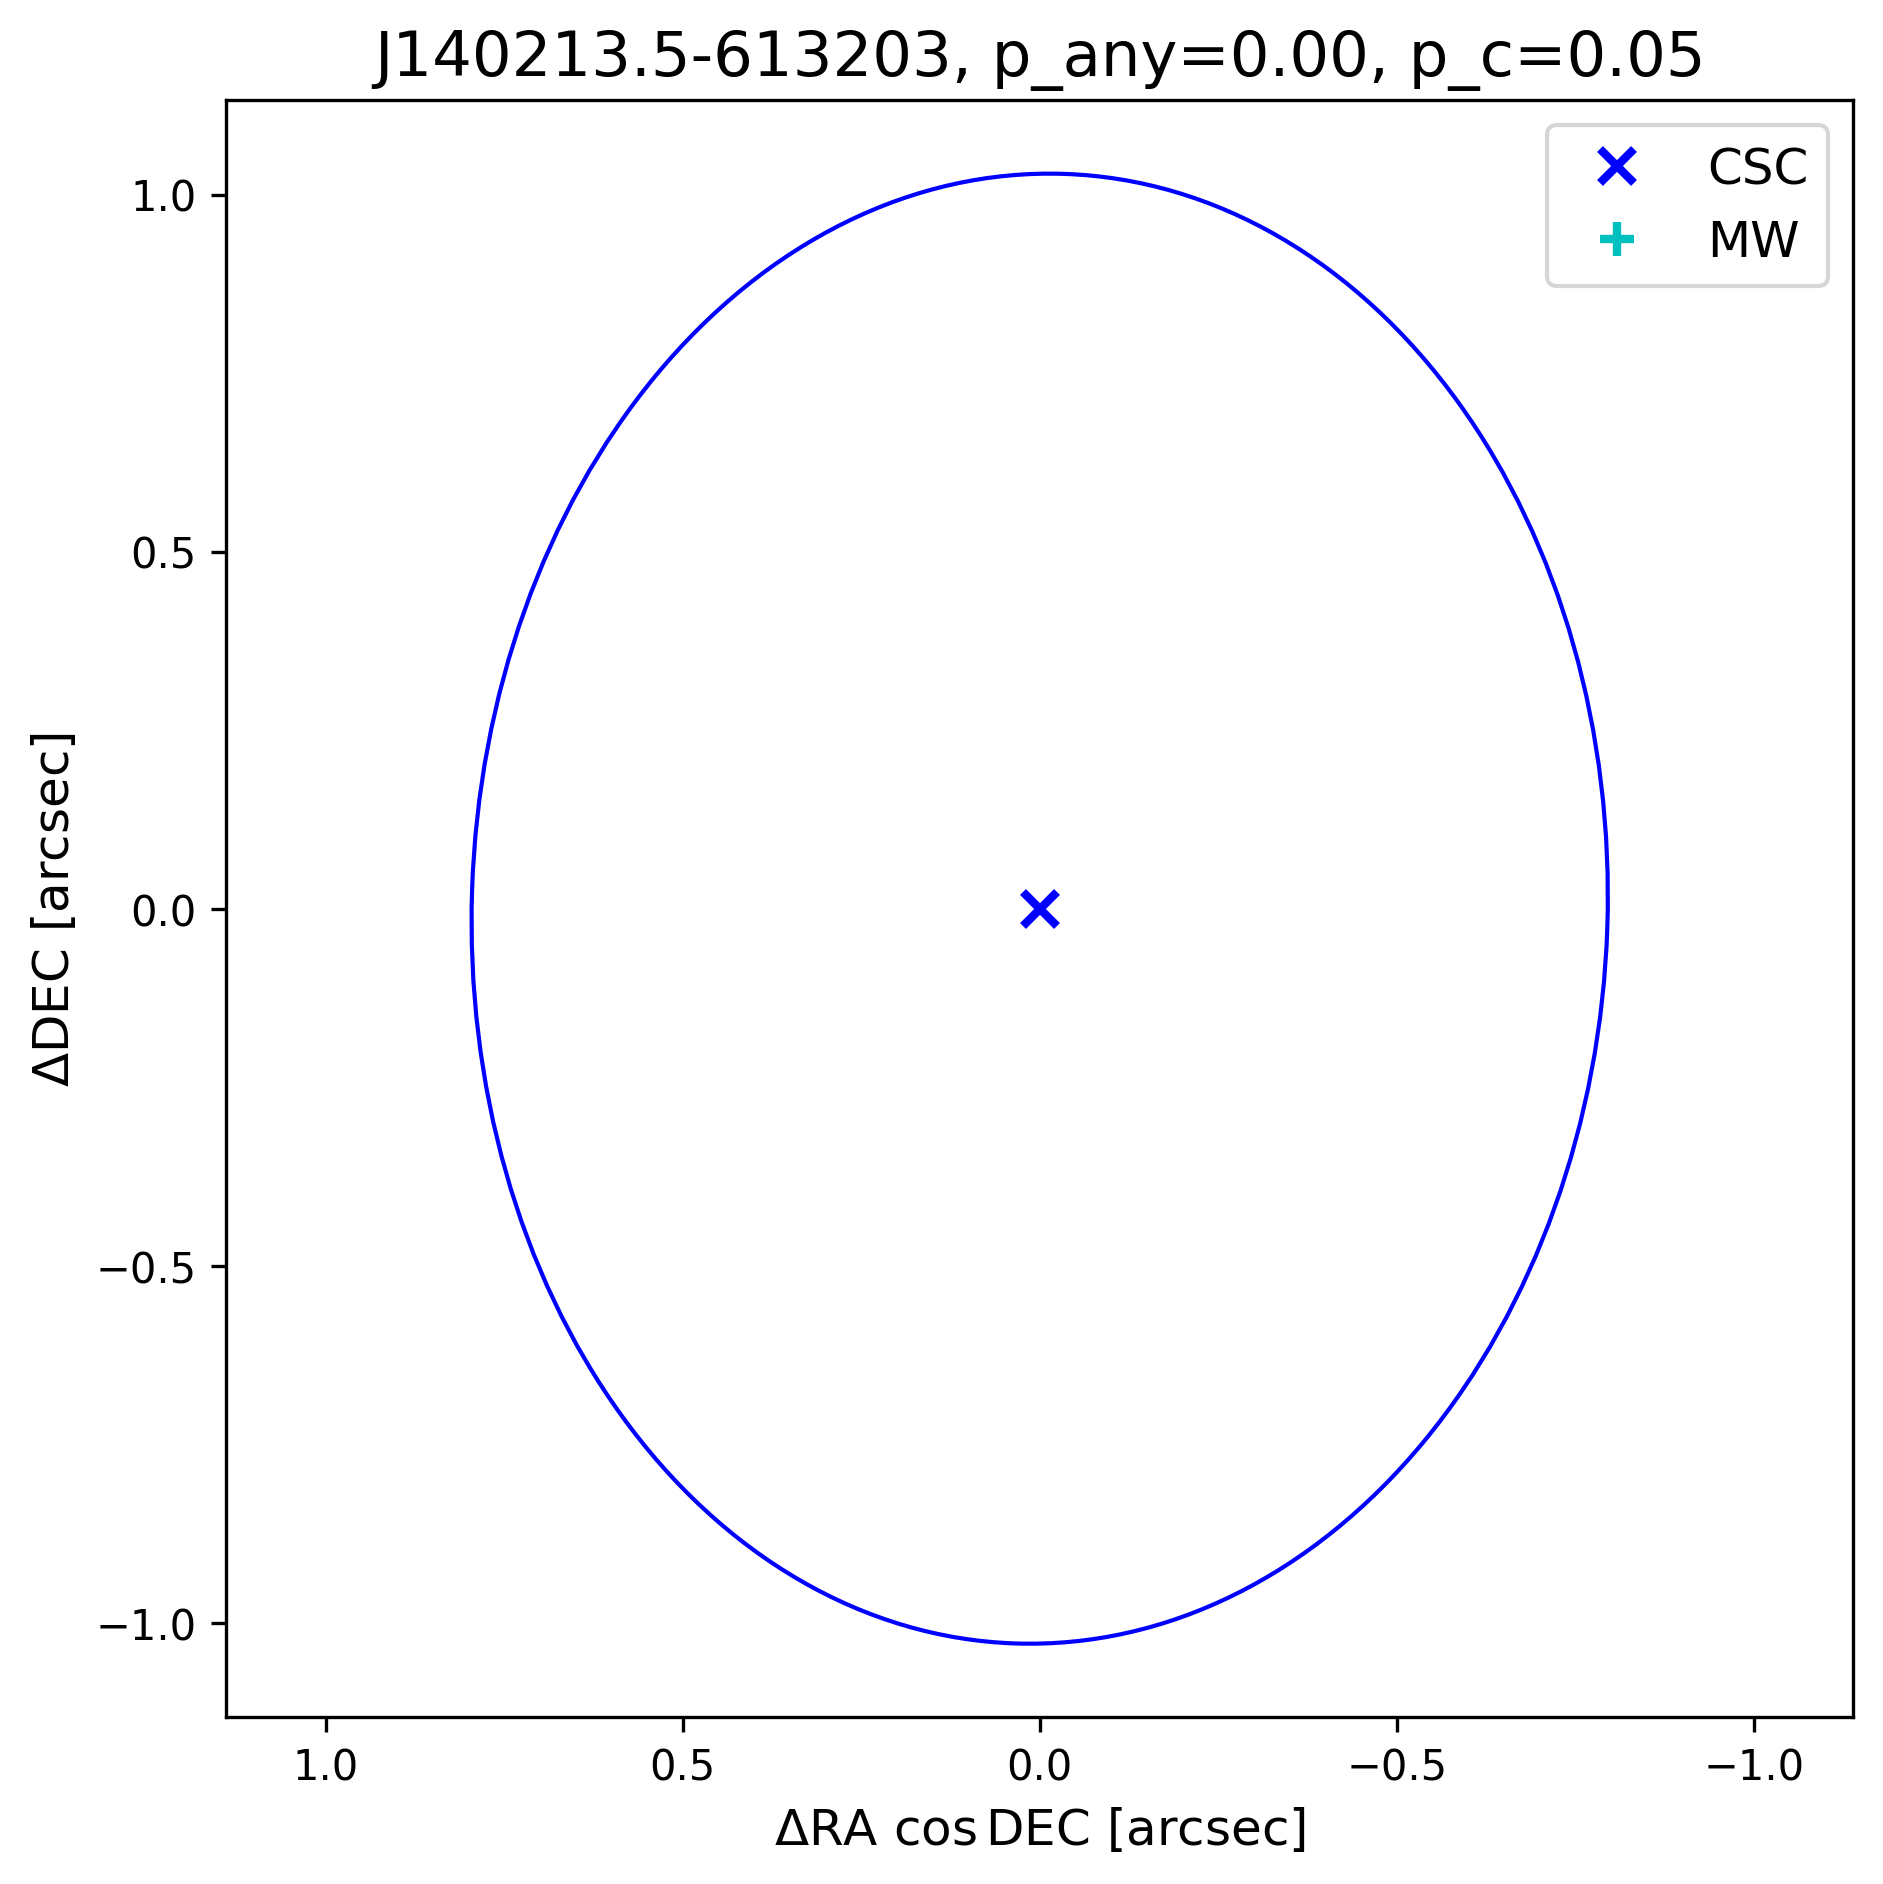 J140213.5-613203, p_any=0.00, p_c=0.05
CSC
MW
1.0
0.5
0.0
−0.5
−1.0
ΔDEC [arcsec]
1.0 0.5 0.0 −0.5 −1.0
ΔRA cos DEC [arcsec]